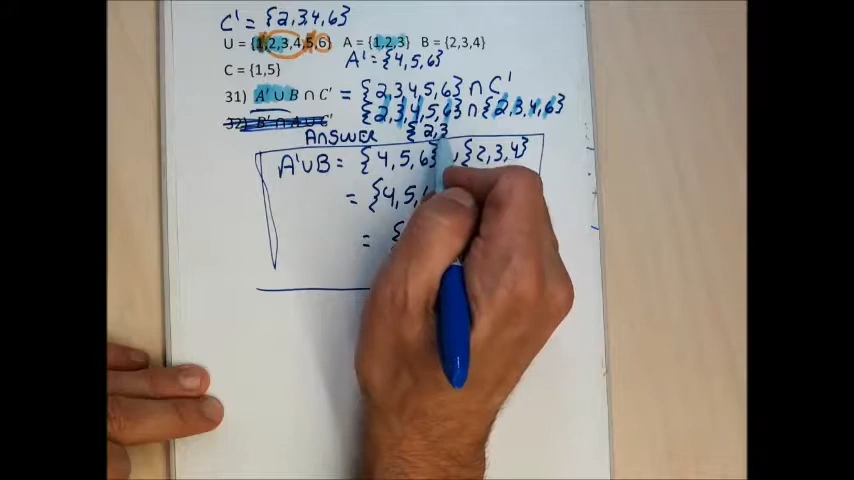 C' = {2,3,4,6}
U = {1,2,3,4,5,6} A = {1,2,3} B = {2,3,4}
A' = {4,5,6}
C = {1,5}
31) A' ∪ B ∩ C' = {2,3,4,5,6} ∩ C'
{2,3,4,5,6} ∩ {2,3,4,6}
32) B' ∩ A ∪ C'
ANSWER {2,3
A'∪B = {4,5,6} ∪ {2,3,4}
= {4,5,
= {